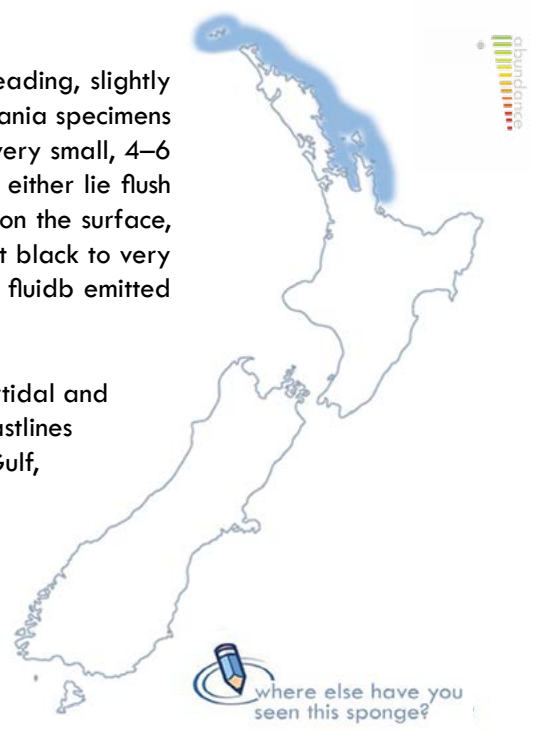 eading, slightly
ania specimens
very small, 4–6
either lie flush
on the surface,
t black to very
fluidb emitted
tidal and
astlines
Gulf,
abundance
where else have you
seen this sponge?